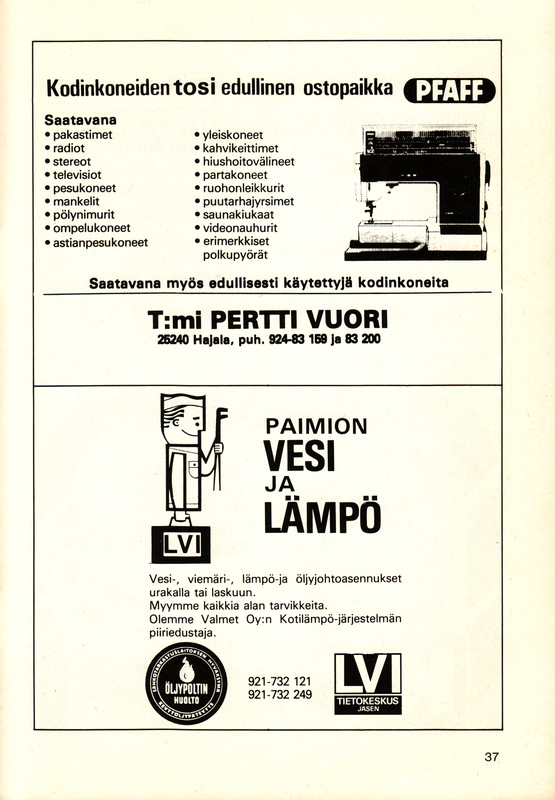 Kodinkoneiden tosi edullinen ostopaikka PFAFF
Saatavana
• pakastimet
• radiot
• stereot
• televisiot
• pesukoneet
• mankelit
• pölynimurit
• ompelukoneet
• astianpesukoneet
• yleiskoneet
• kahvikeittimet
• hiushoitovälineet
• partakoneet
• ruohonleikkurit
• puutarhajyrsimet
• saunakiukaat
• videonauhurit
• erimerkkiset
polkupyörät
Saatavana myös edullisesti käytettyjä kodinkoneita
T:mi PERTTI VUORI
25240 Hajala, puh. 924-83 159 ja 83 200
PAIMION
VESI
JA
LÄMPÖ
LVI
Vesi-, viemäri-, lämpö-ja öljyjohtoasennukset
urakalla tai laskuun.
Myymme kaikkia alan tarvikkeita.
Olemme Valmet Oy:n Kotilämpö-järjestelmän
piiriedustaja.
ÖLJYPOLTIN
HUOLTO
921-732 121
921-732 249
LVI
TIETOKESKUS
JÄSEN
37